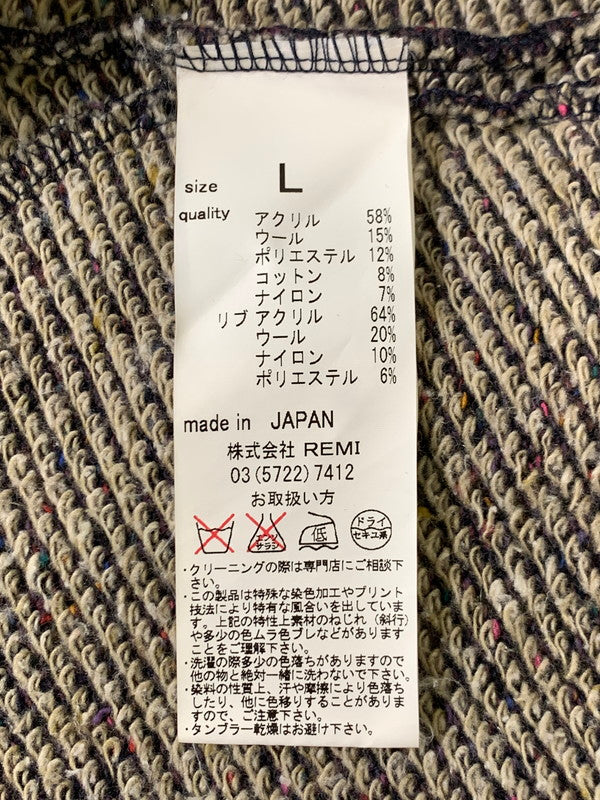 size L
quality アクリル 58%
ウール 15%
ポリエステル 12%
コットン 8%
ナイロン 7%
リブ アクリル 64%
ウール 20%
ナイロン 10%
ポリエステル 6%
made in JAPAN
株式会社 REMI
03(5722)7412
お取扱い方
エンソ サラシ 低 ドライ セキユ系
・クリーニングの際は専門店にご相談下
さい。
・この製品は特殊な染色加工やプリント
技法により特有な風合いを出していま
す。上記の特性上素材のねじれ（斜行）
や多少の色ムラ色ブレなどがあります
ことをご理解下さい。
・洗濯の際多少の色落ちがありますので
他の物と絶対一緒に洗わないで下さい。
・染料の性質上、汗や摩擦により色落ち
したり、他に色移りすることがありま
すので、ご注意下さい。
・タンブラー乾燥はお避け下さい。